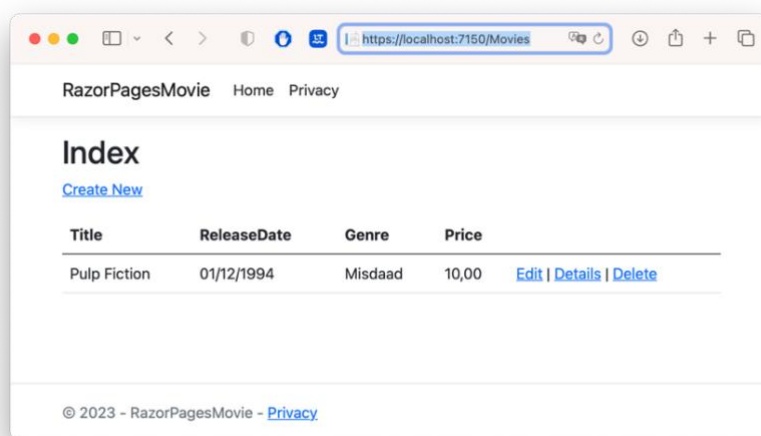 https://localhost:7150/Movies
RazorPagesMovie Home Privacy
Index
Create New
Title ReleaseDate Genre Price
Pulp Fiction 01/12/1994 Misdaad 10,00 Edit | Details | Delete
© 2023 - RazorPagesMovie - Privacy